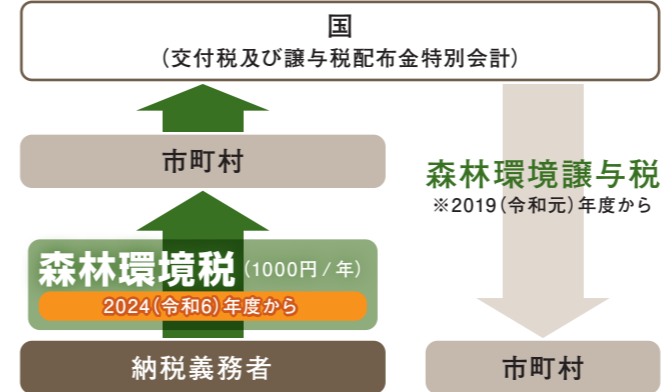 国
(交付税及び譲与税配布金特別会計)
市町村
森林環境譲与税
※2019(令和元)年度から
森林環境税(1000円/年)
2024(令和6)年度から
納税義務者
市町村